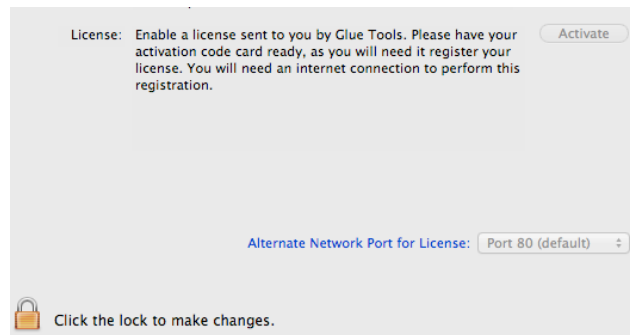 License: Enable a license sent to you by Glue Tools. Please have your Activate
activation code card ready, as you will need it register your
license. You will need an internet connection to perform this
registration.
Alternate Network Port for License: Port 80 (default)
Click the lock to make changes.